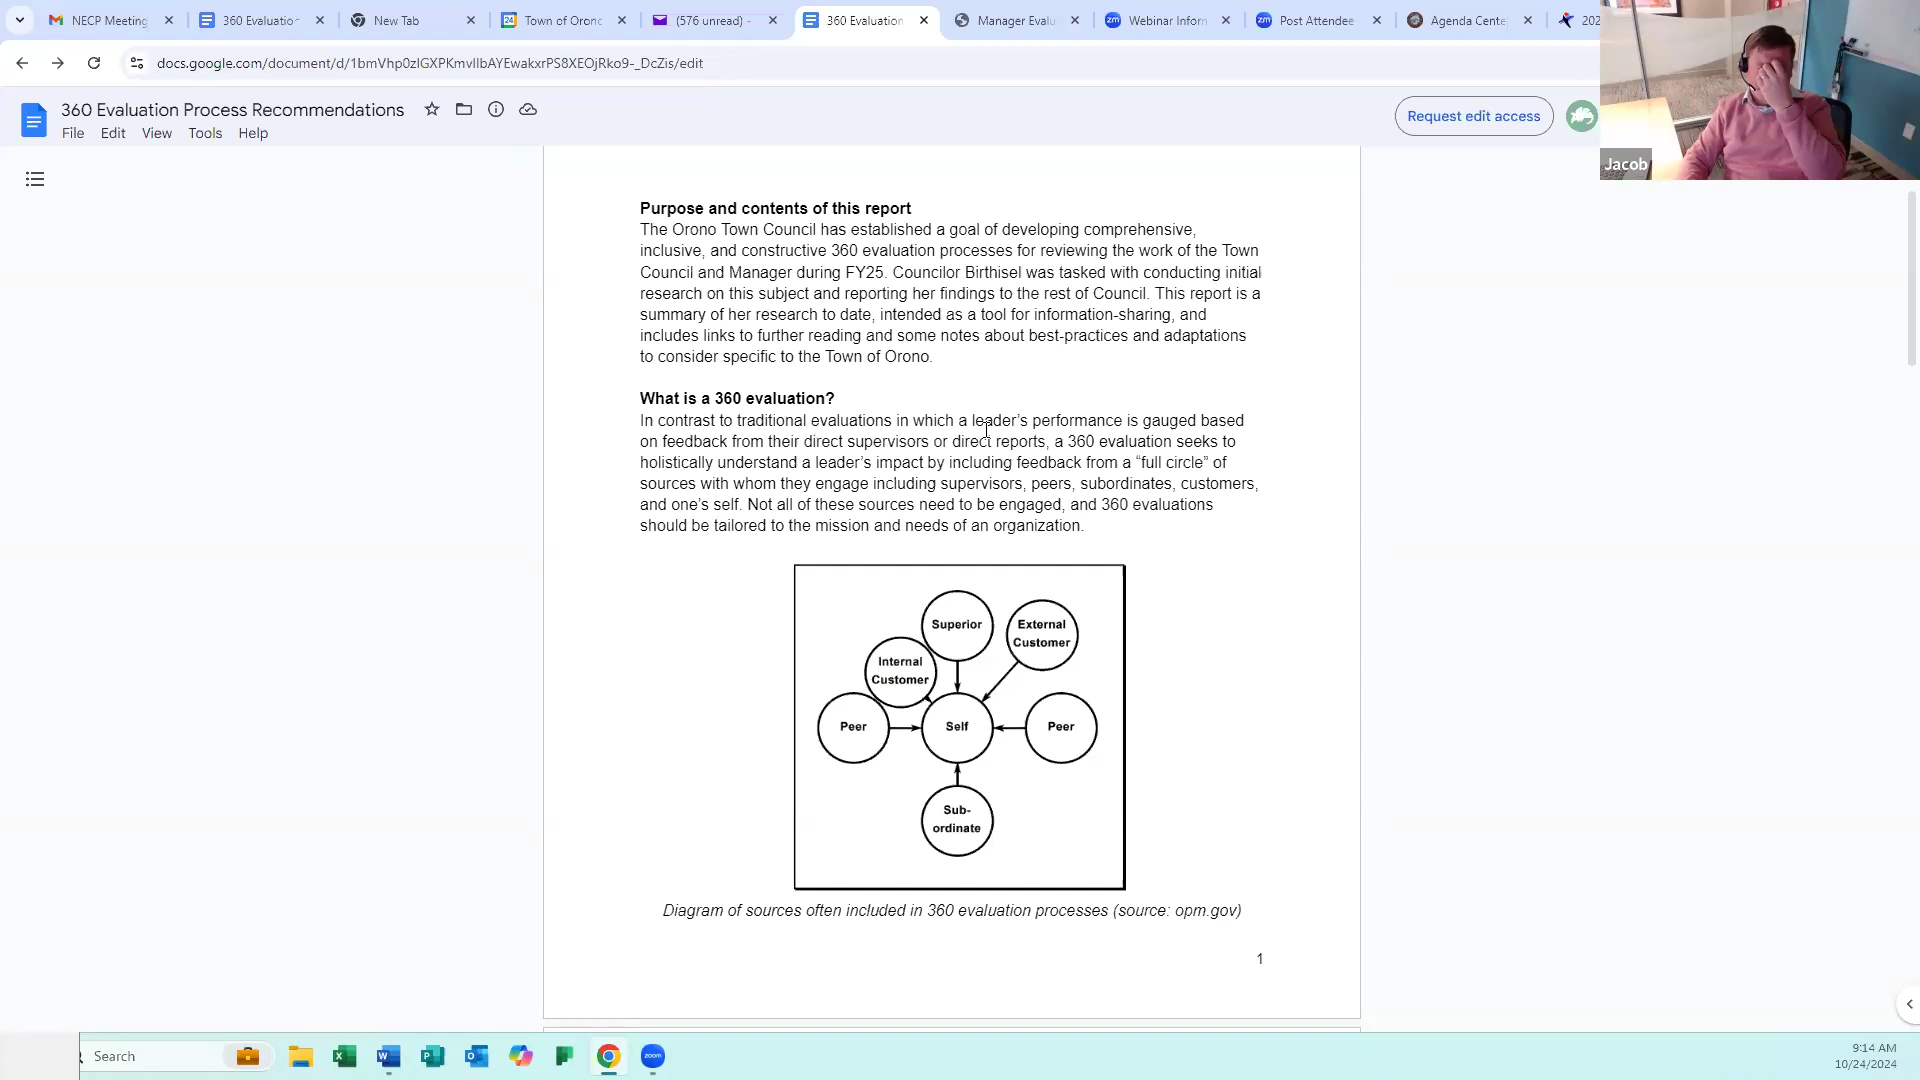 NECP Meeting
360 Evaluation
New Tab
Town of Orono
(576 unread) -
360 Evaluation
Manager Evalu
Webinar Inform
Post Attendee
Agenda Cente
202
docs.google.com/document/d/1bmVhp0zlGXPKmvIlbAYEwakxrPS8XEOjRko9-_DcZis/edit
360 Evaluation Process Recommendations
File Edit View Tools Help
Request edit access
Jacob
Purpose and contents of this report
The Orono Town Council has established a goal of developing comprehensive,
inclusive, and constructive 360 evaluation processes for reviewing the work of the Town
Council and Manager during FY25. Councilor Birthisel was tasked with conducting initial
research on this subject and reporting her findings to the rest of Council. This report is a
summary of her research to date, intended as a tool for information-sharing, and
includes links to further reading and some notes about best-practices and adaptations
to consider specific to the Town of Orono.
What is a 360 evaluation?
In contrast to traditional evaluations in which a leader's performance is gauged based
on feedback from their direct supervisors or direct reports, a 360 evaluation seeks to
holistically understand a leader's impact by including feedback from a “full circle” of
sources with whom they engage including supervisors, peers, subordinates, customers,
and one's self. Not all of these sources need to be engaged, and 360 evaluations
should be tailored to the mission and needs of an organization.
Superior
External
Customer
Internal
Customer
Peer
Self
Peer
Sub-
ordinate
Diagram of sources often included in 360 evaluation processes (source: opm.gov)
1
Search
zoom
9:14 AM
10/24/2024